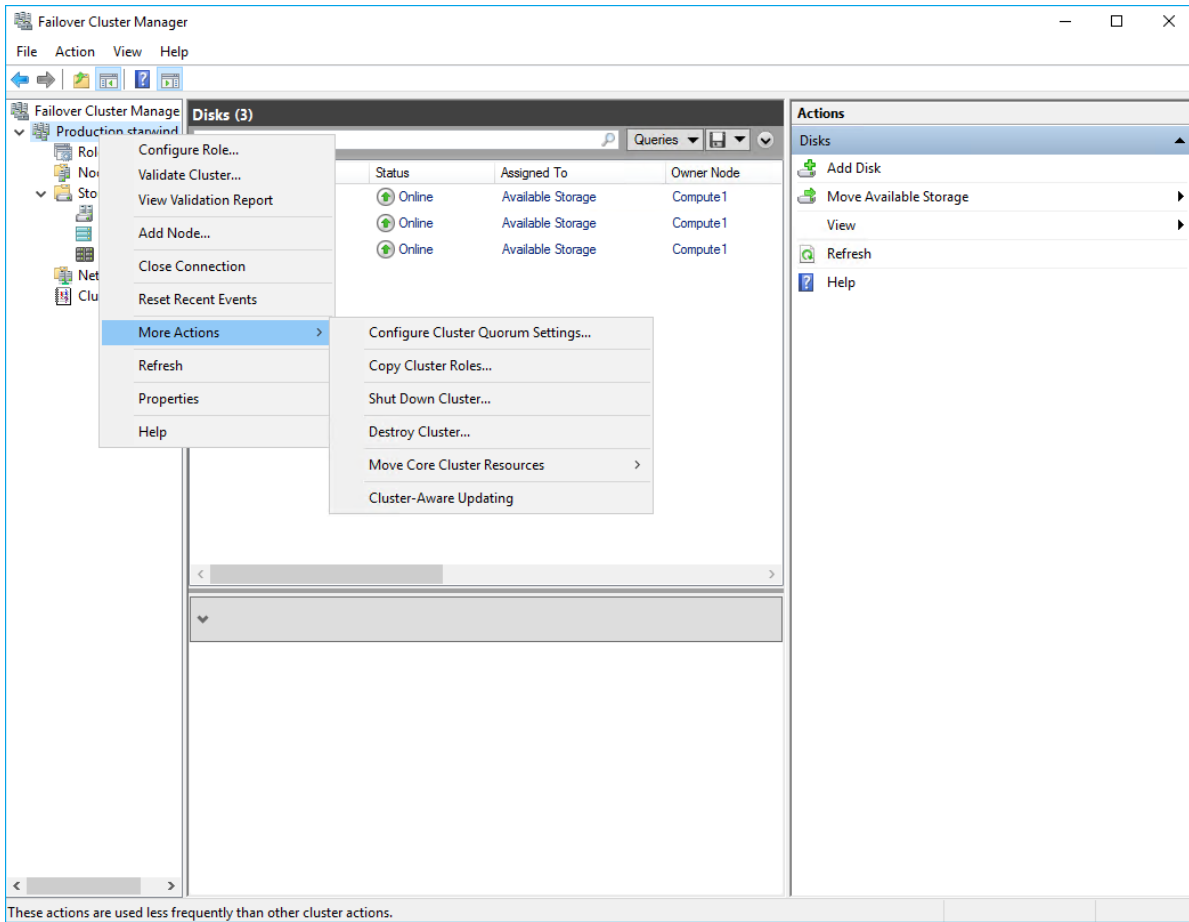 Failover Cluster Manager
File Action View Help
Failover Cluster Manage
Production.starwind
Rol
No
Sto
Net
Clu
Configure Role...
Validate Cluster...
View Validation Report
Add Node...
Close Connection
Reset Recent Events
More Actions
Refresh
Properties
Help
Configure Cluster Quorum Settings...
Copy Cluster Roles...
Shut Down Cluster...
Destroy Cluster...
Move Core Cluster Resources
Cluster-Aware Updating
Disks (3)
Queries
Status Assigned To Owner Node
Online Available Storage Compute1
Online Available Storage Compute1
Online Available Storage Compute1
Actions
Disks
Add Disk
Move Available Storage
View
Refresh
Help
These actions are used less frequently than other cluster actions.